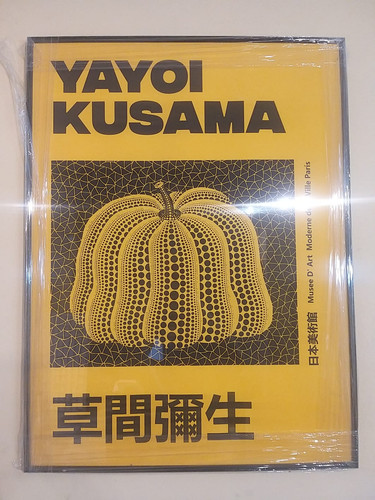 YAYOI
KUSAMA
日本美術館 Musee D' Art Moderne Ville Paris
草間彌生